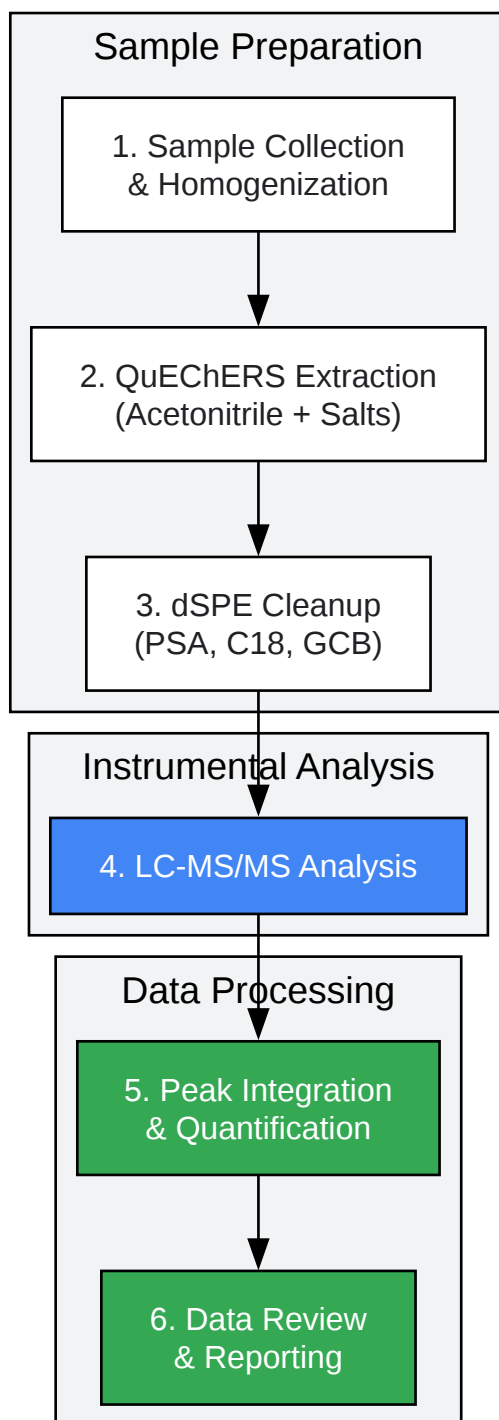 Sample Preparation
1. Sample Collection
& Homogenization
2. QuEChERS Extraction
(Acetonitrile + Salts)
3. dSPE Cleanup
(PSA, C18, GCB)
Instrumental Analysis
4. LC-MS/MS Analysis
Data Processing
5. Peak Integration
& Quantification
6. Data Review
& Reporting